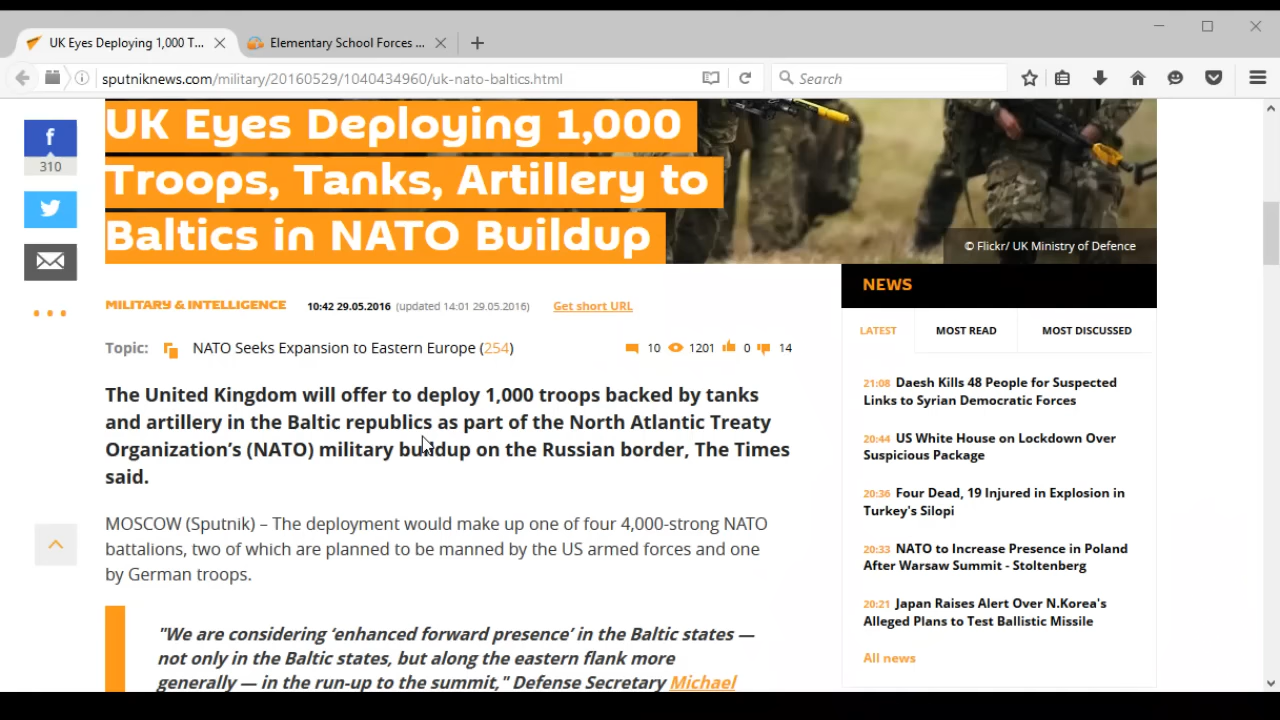 UK Eyes Deploying 1,000 T...
Elementary School Forces ...
sputniknews.com/military/20160529/1040434960/uk-nato-baltics.html
Search
UK Eyes Deploying 1,000
Troops, Tanks, Artillery to
Baltics in NATO Buildup
© Flickr/ UK Ministry of Defence
f
310
MILITARY & INTELLIGENCE 10:42 29.05.2016 (updated 14:01 29.05.2016) Get short URL
Topic: NATO Seeks Expansion to Eastern Europe (254) 10 1201 0 14
The United Kingdom will offer to deploy 1,000 troops backed by tanks
and artillery in the Baltic republics as part of the North Atlantic Treaty
Organization's (NATO) military buildup on the Russian border, The Times
said.
MOSCOW (Sputnik) – The deployment would make up one of four 4,000-strong NATO
battalions, two of which are planned to be manned by the US armed forces and one
by German troops.
"We are considering ‘enhanced forward presence’ in the Baltic states —
not only in the Baltic states, but along the eastern flank more
generally — in the run-up to the summit," Defense Secretary Michael
NEWS
LATEST MOST READ MOST DISCUSSED
21:08 Daesh Kills 48 People for Suspected
Links to Syrian Democratic Forces
20:44 US White House on Lockdown Over
Suspicious Package
20:36 Four Dead, 19 Injured in Explosion in
Turkey's Silopi
20:33 NATO to Increase Presence in Poland
After Warsaw Summit - Stoltenberg
20:21 Japan Raises Alert Over N.Korea's
Alleged Plans to Test Ballistic Missile
All news